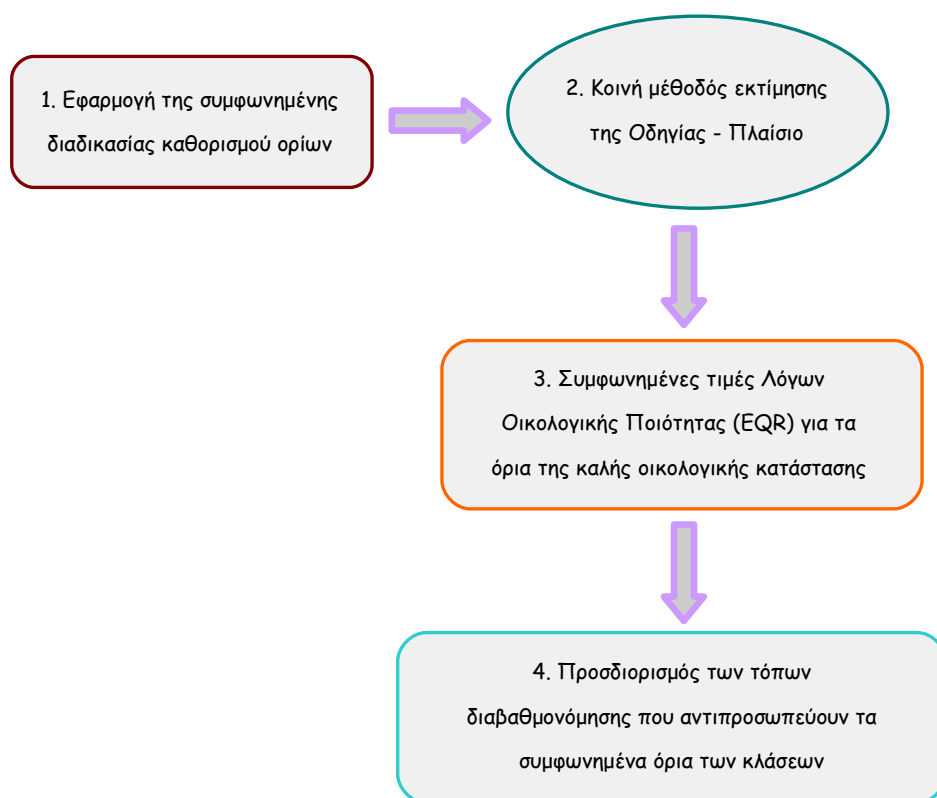 1. Εφαρμογή της συμφωνημένης
διαδικασίας καθορισμού ορίων
2. Κοινή μέθοδός εκτίμησης
της Οδηγίας - Πλαίσιο
3. Συμφωνημένες τιμές Λόγων
Οικολογικής Ποιότητας (EQR) για τα
όρια της καλής οικολογικής κατάστασης
4. Προσδιορισμός των τόπων
διαβαθμονόμησης που αντιπροσωπεύουν τα
συμφωνημένα όρια των κλάσεων